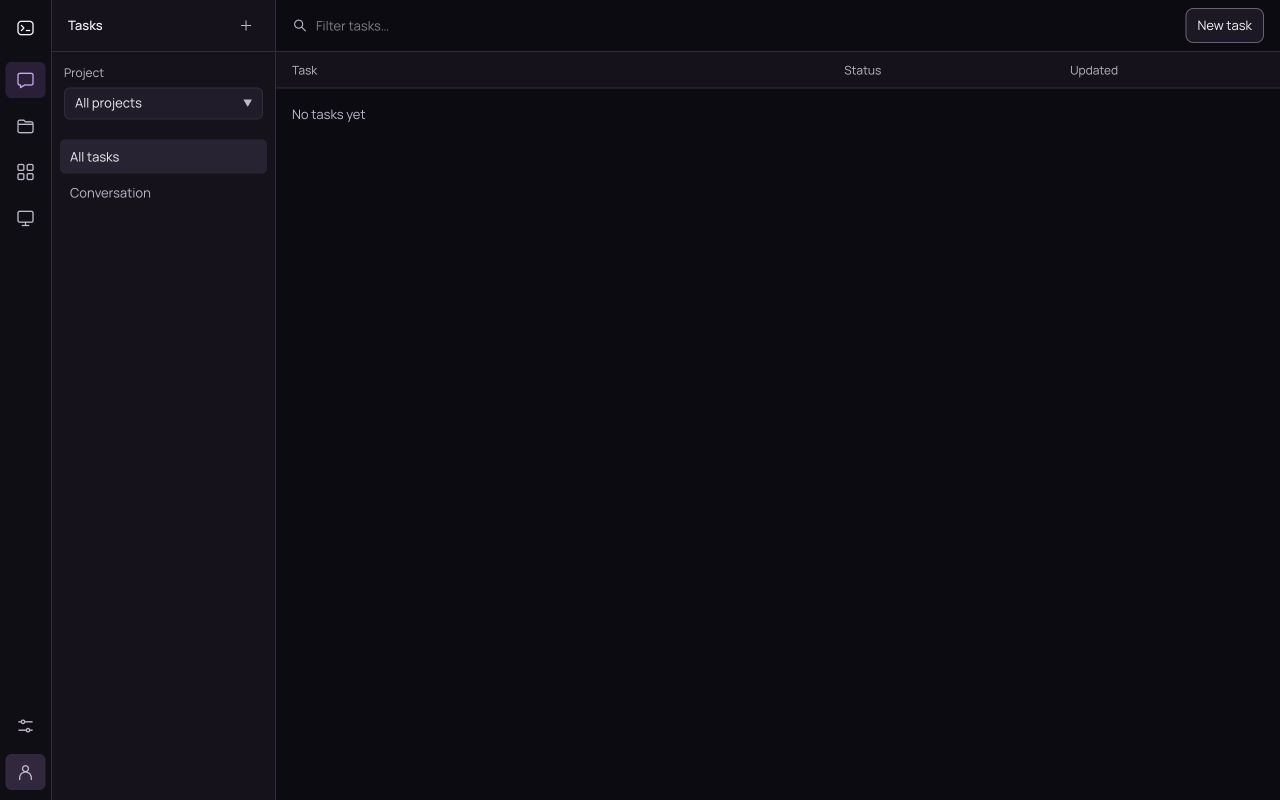 Tasks
Filter tasks…
New task
Project
All projects
All tasks
Conversation
Task
Status
Updated
No tasks yet